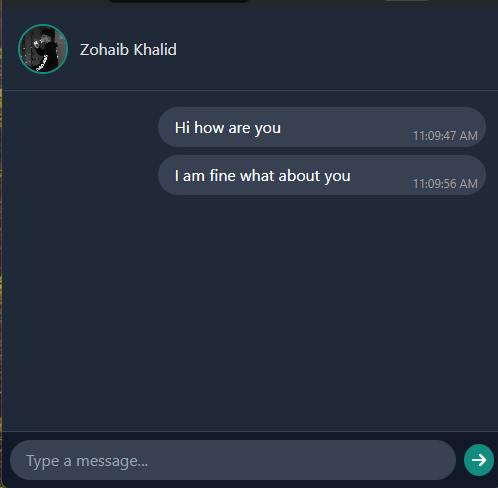 Zohaib Khalid
Hi how are you
11:09:47 AM
I am fine what about you
11:09:56 AM
Type a message...